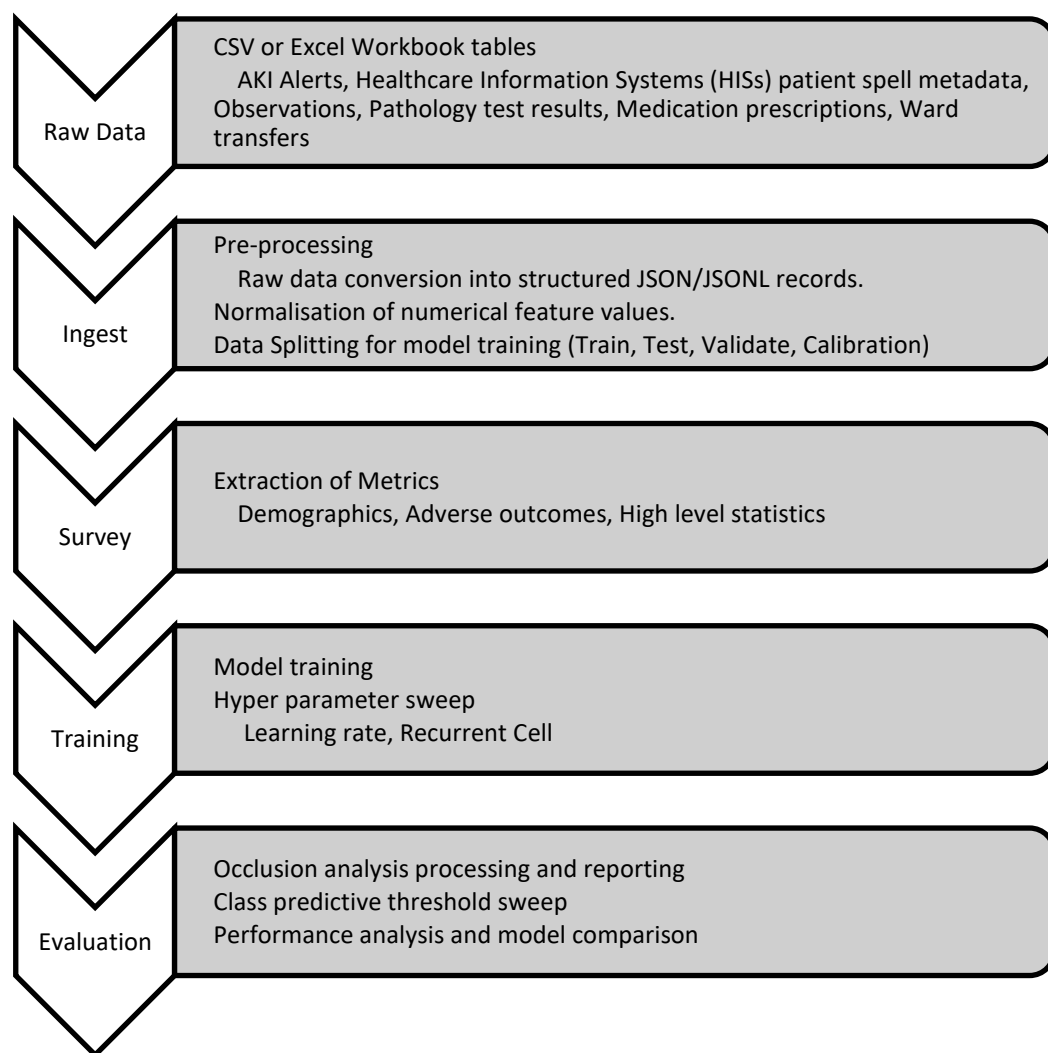 Raw Data
CSV or Excel Workbook tables
AKI Alerts, Healthcare Information Systems (HISs) patient spell metadata,
Observations, Pathology test results, Medication prescriptions, Ward
transfers
Ingest
Pre-processing
Raw data conversion into structured JSON/JSONL records.
Normalisation of numerical feature values.
Data Splitting for model training (Train, Test, Validate, Calibration)
Survey
Extraction of Metrics
Demographics, Adverse outcomes, High level statistics
Training
Model training
Hyper parameter sweep
Learning rate, Recurrent Cell
Evaluation
Occlusion analysis processing and reporting
Class predictive threshold sweep
Performance analysis and model comparison